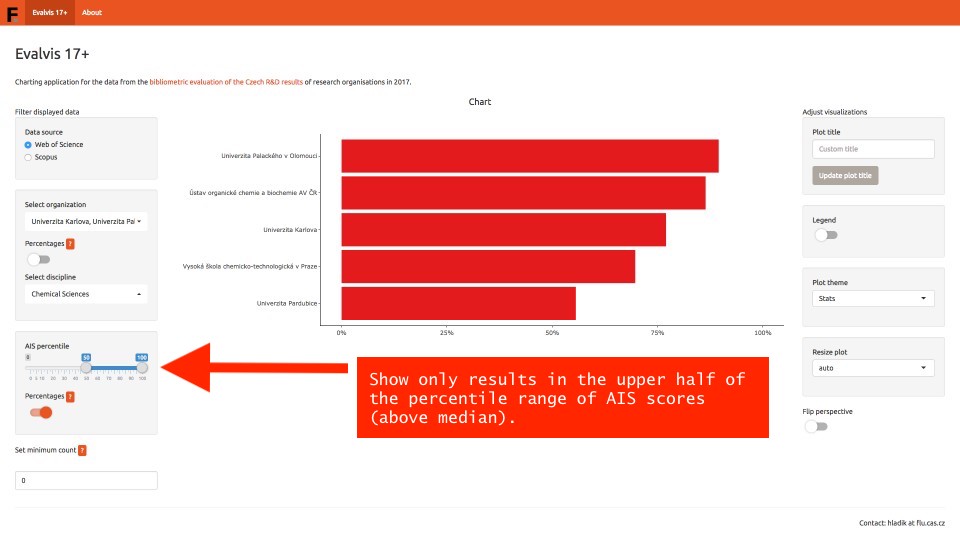 F
Evalvis 17+
About
Evalvis 17+
Charting application for the data from the bibliometric evaluation of the Czech R&D results of research organisations in 2017.
Filter displayed data
Data source
Web of Science
Scopus
Select organization
Univerzita Karlova, Univerzita Pal
Percentages ?
Select discipline
Chemical Sciences
AIS percentile
0 50 100
0 5 10 20 30 40 50 60 70 80 90 100
Percentages ?
Set minimum count ?
0
Chart
Univerzita Palackého v Olomouci
Ústav organické chemie a biochemie AV ČR
Univerzita Karlova
Vysoká škola chemicko-technologická v Praze
Univerzita Pardubice
0% 25% 50% 75% 100%
Show only results in the upper half of
the percentile range of AIS scores
(above median).
Adjust visualizations
Plot title
Custom title
Update plot title
Legend
Plot theme
Stats
Resize plot
auto
Flip perspective
Contact: hladik at flu.cas.cz